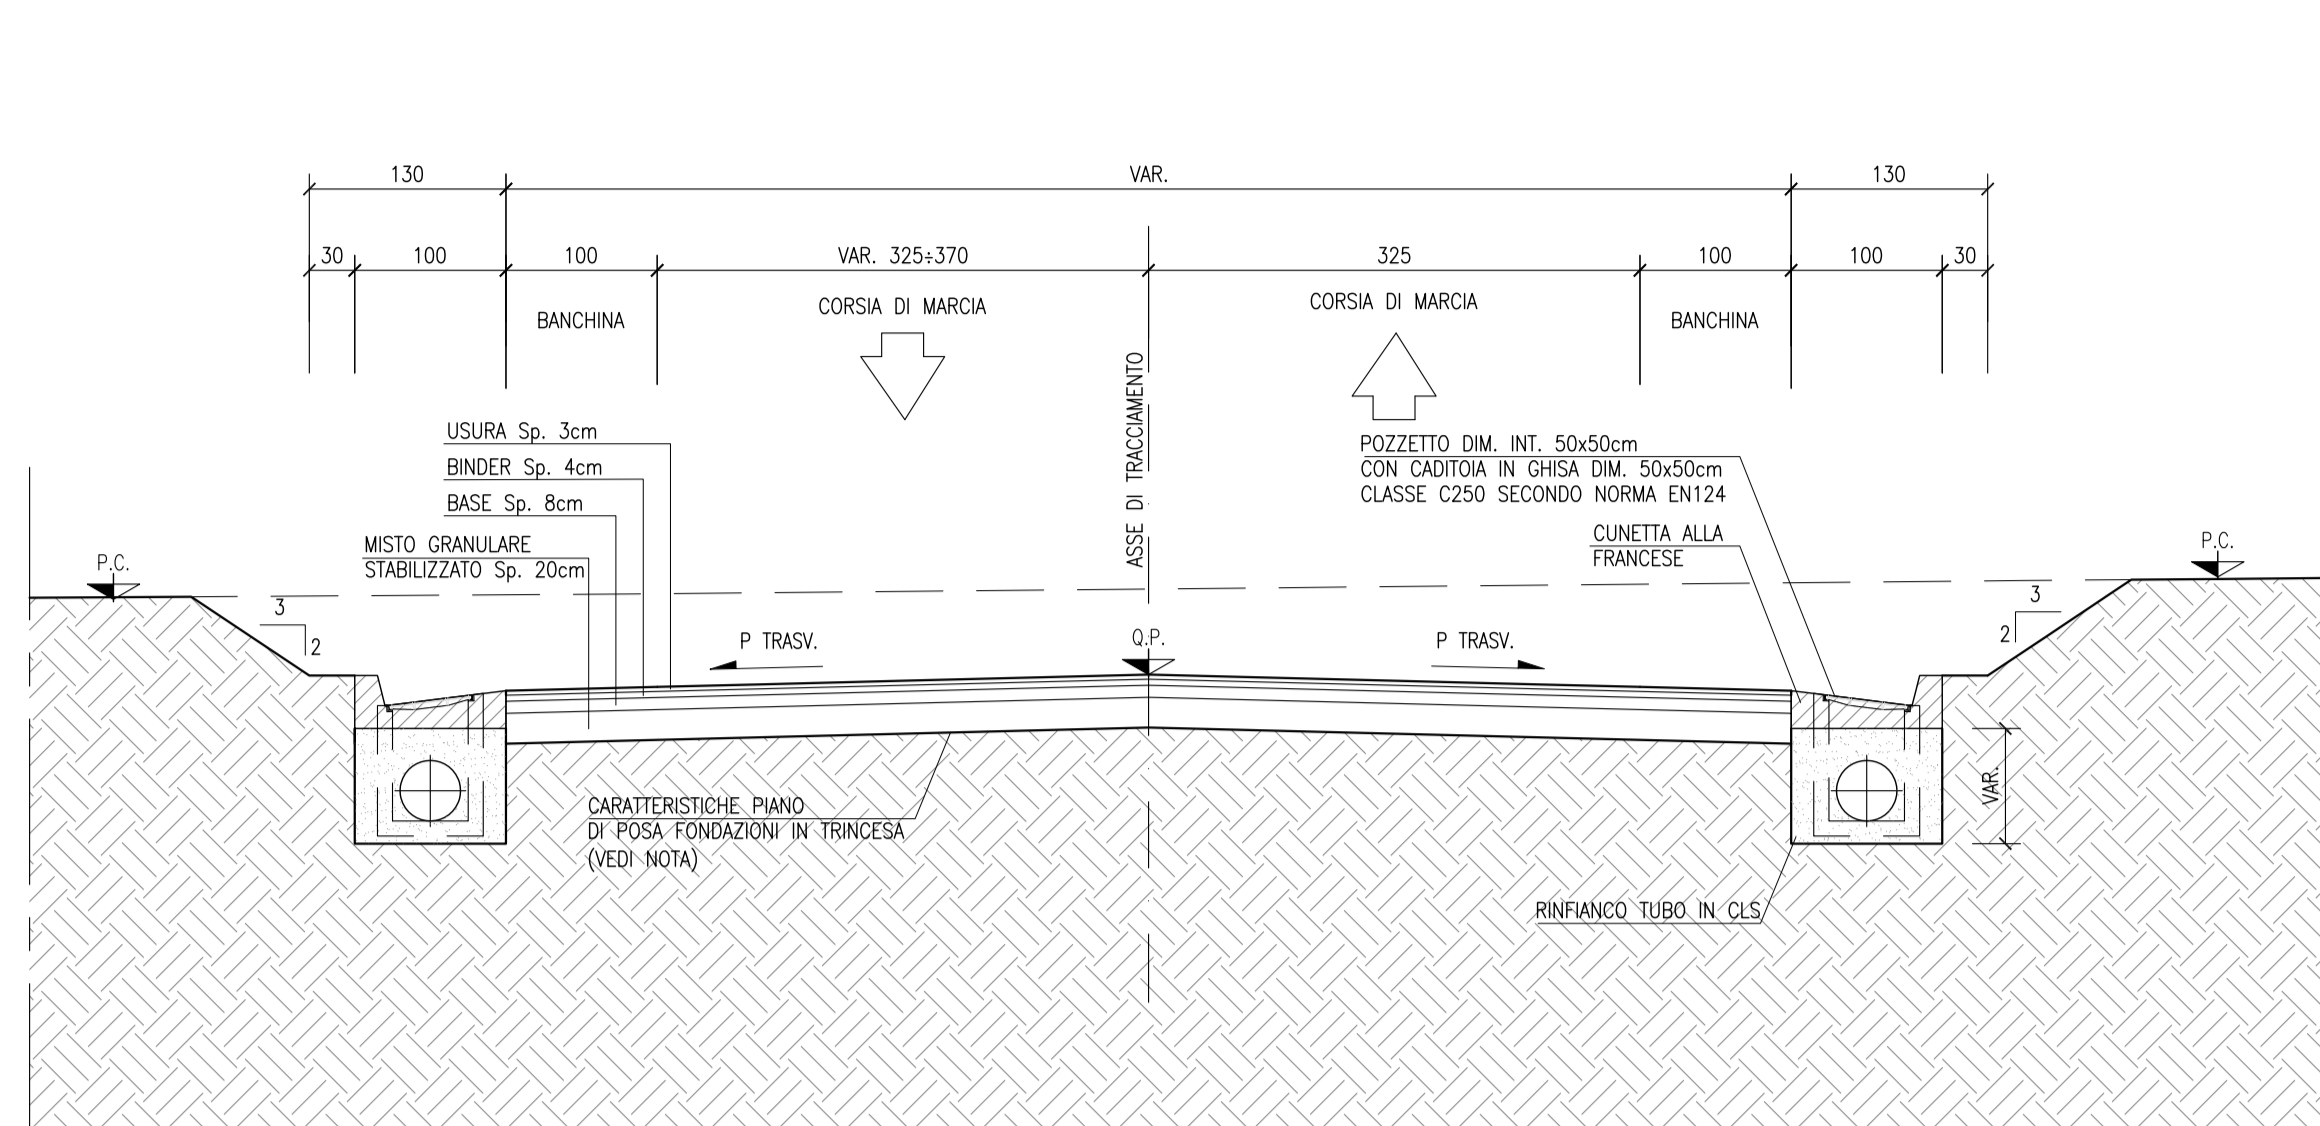 130
VAR.
130
30
100
100
VAR. 325÷370
325
100
100
30
BANCHINA
CORSIA DI MARCIA
CORSIA DI MARCIA
BANCHINA
ASSE DI TRACCIAMENTO
USURA Sp. 3cm
BINDER Sp. 4cm
BASE Sp. 8cm
MISTO GRANULARE
STABILIZZATO Sp. 20cm
POZZETTO DIM. INT. 50x50cm
CON CADITOIA IN GHISA DIM. 50x50cm
CLASSE C250 SECONDO NORMA EN124
CUNETTA ALLA
FRANCESE
P.C.
P.C.
3
2
3
2
P TRASV.
Q.P.
P TRASV.
VAR.
CARATTERISTICHE PIANO
DI POSA FONDAZIONI IN TRINCESA
(VEDI NOTA)
RINFIANCO TUBO IN CLS